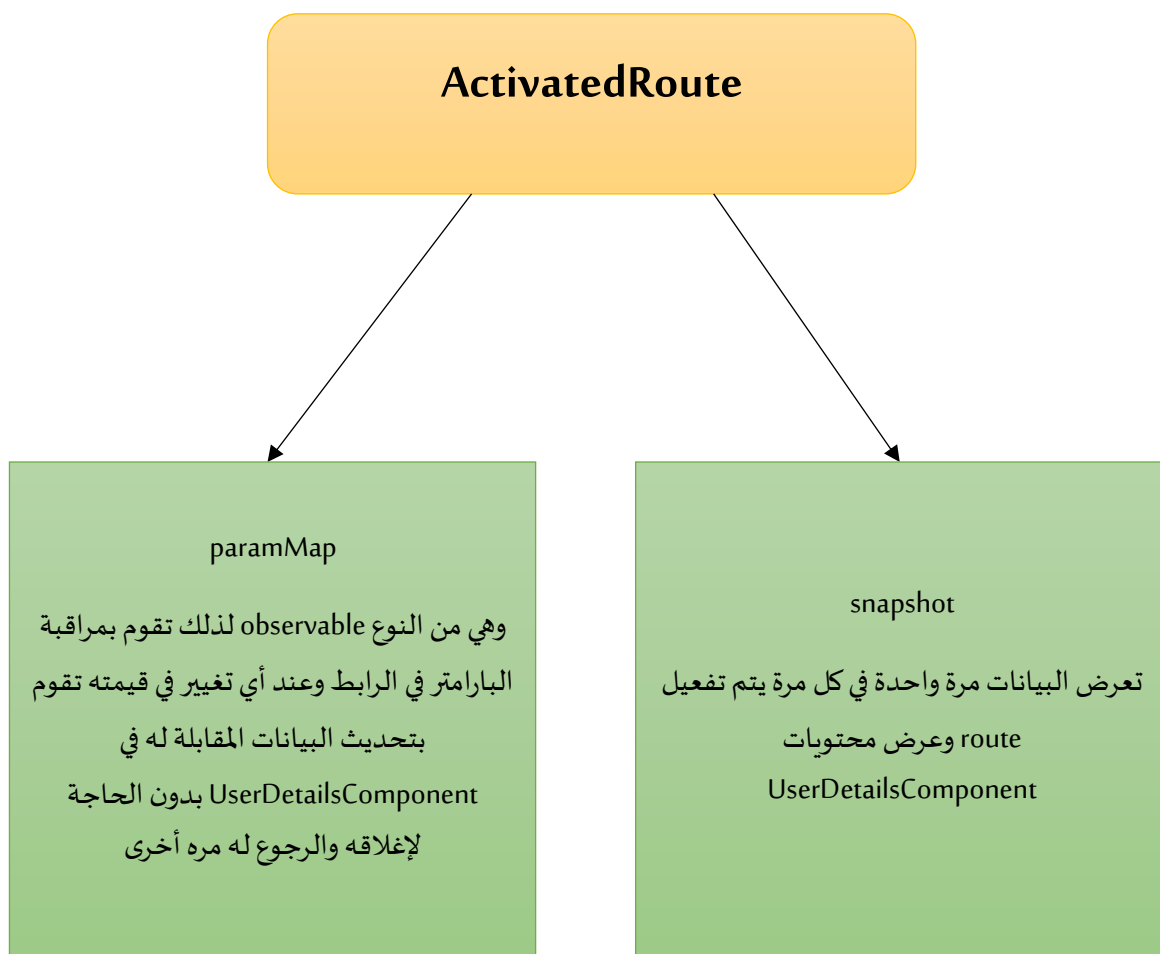 ActivatedRoute
paramMap
وهي من النوع observable لذلك تقوم بمراقبة
البارامتر في الرابط وعند أي تغيير في قيمته تقوم
بتحديث البيانات المقابلة له في
UserDetailsComponent بدون الحاجة
لإغلاقه والرجوع له مره أخرى
snapshot
تعرض البيانات مرة واحدة في كل مرة يتم تفعيل
route وعرض محتويات
UserDetailsComponent